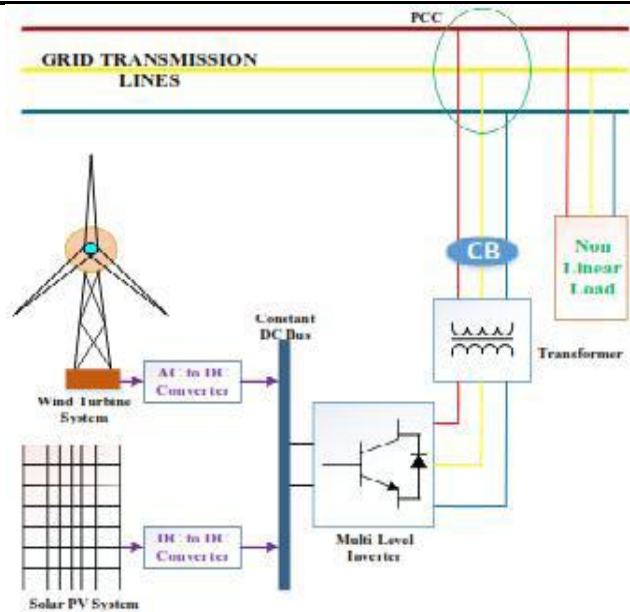 PCC
GRID TRANSMISSION
LINES
CB
Non
Linear
Load
Transformer
Constant
DC Bus
AC to DC
Converter
Wind Turbine
System
Multi Level
Inverter
DC to DC
Converter
Solar PV System